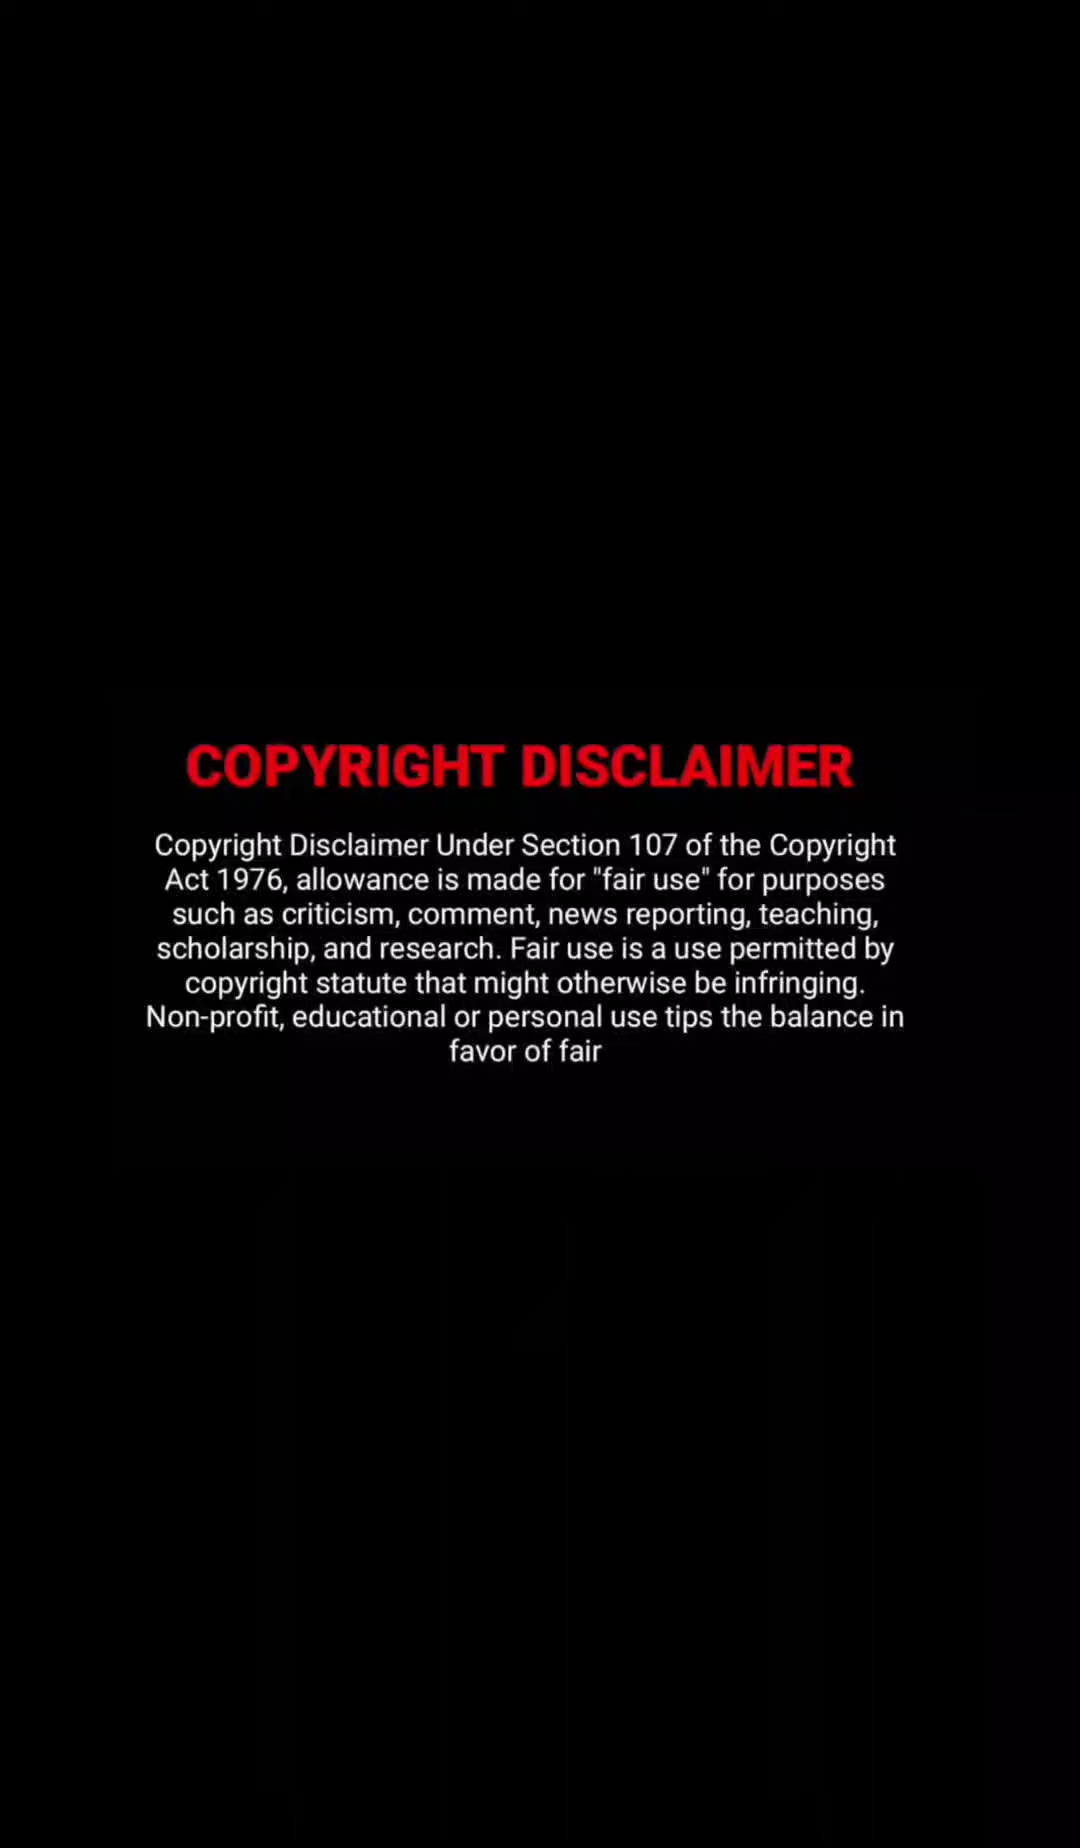 COPYRIGHT DISCLAIMER
Copyright Disclaimer Under Section 107 of the Copyright
Act 1976, allowance is made for "fair use" for purposes
such as criticism, comment, news reporting, teaching,
scholarship, and research. Fair use is a use permitted by
copyright statute that might otherwise be infringing.
Non-profit, educational or personal use tips the balance in
favor of fair